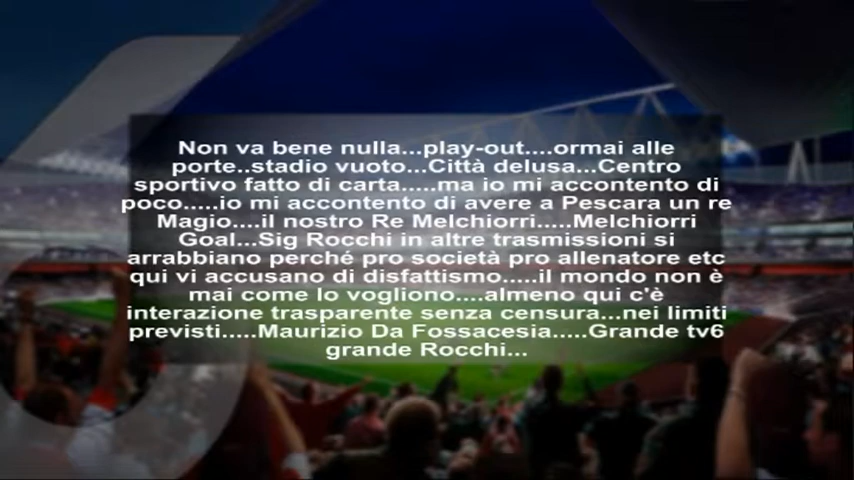 Non va bene nulla...play-out....ormai alle
porte..stadio vuoto...Città delusa...Centro
sportivo fatto di carta.....ma io mi accontento di
poco.....io mi accontento di avere a Pescara un re
Magio....il nostro Re Melchiorri.....Melchiorri
Goal...Sig Rocchi in altre trasmissioni si
arrabbiano perché pro società pro allenatore etc
qui vi accusano di disfattismo.....il mondo non è
mai come lo vogliono....almeno qui c'è
interazione trasparente senza censura...nei limiti
previsti.....Maurizio Da Fossacesia.....Grande tv6
grande Rocchi...